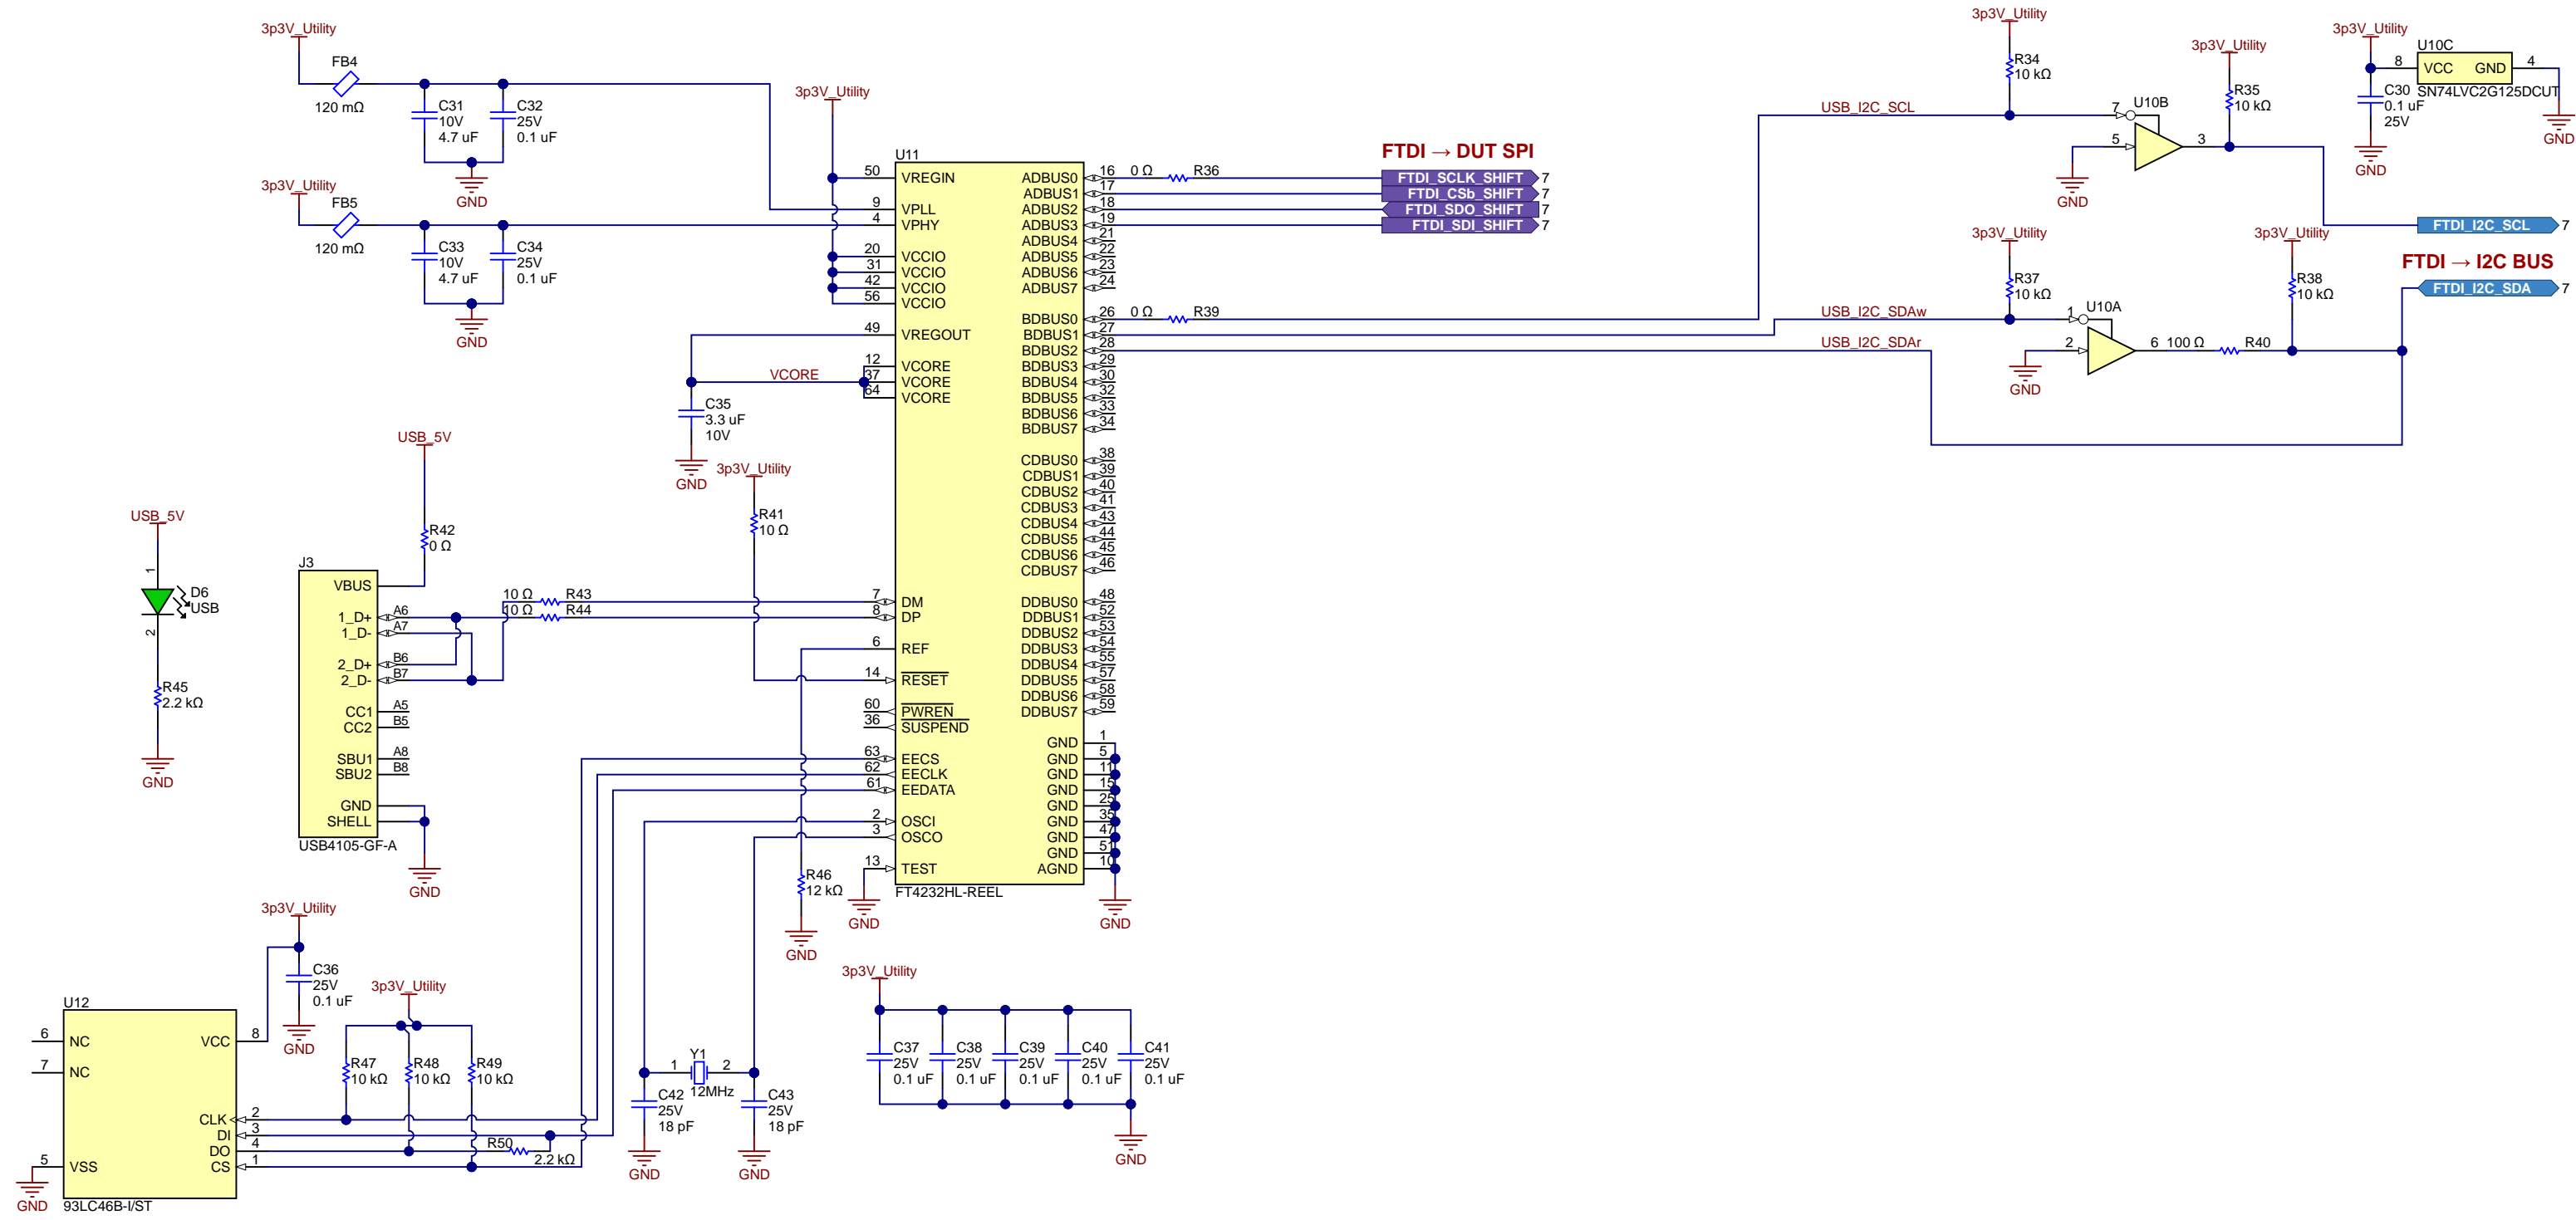 3p3V_Utility
FB4
120 mΩ
C31
10V
4.7 uF
C32
25V
0.1 uF
GND
3p3V_Utility
FB5
120 mΩ
C33
10V
4.7 uF
C34
25V
0.1 uF
GND
3p3V_Utility
U11
50 VREGIN
9 VPLL
4 VPHY
20 VCCIO
31 VCCIO
42 VCCIO
56 VCCIO
49 VREGOUT
12 VCORE
37 VCORE
64 VCORE
VCORE
C35
3.3 uF
10V
GND
3p3V_Utility
R41
10 Ω
7 DM
8 DP
6 REF
14 RESET
60 PWREN
36 SUSPEND
63 EECS
62 EECLK
61 EEDATA
2 OSCI
3 OSCO
13 TEST
FT4232HL-REEL
GND
R46
12 kΩ
GND
ADBUS0 16
ADBUS1 17
ADBUS2 18
ADBUS3 19
ADBUS4 21
ADBUS5 22
ADBUS6 23
ADBUS7 24
BDBUS0 26
BDBUS1 27
BDBUS2 28
BDBUS3 29
BDBUS4 30
BDBUS5 32
BDBUS6 33
BDBUS7 34
CDBUS0 38
CDBUS1 39
CDBUS2 40
CDBUS3 41
CDBUS4 43
CDBUS5 44
CDBUS6 45
CDBUS7 46
DDBUS0 48
DDBUS1 52
DDBUS2 53
DDBUS3 54
DDBUS4 55
DDBUS5 57
DDBUS6 58
DDBUS7 59
GND 1
GND 5
GND 11
GND 15
GND 25
GND 35
GND 47
GND 51
AGND 10
GND
0 Ω R36
FTDI → DUT SPI
FTDI_SCLK_SHIFT 7
FTDI_CSb_SHIFT 7
FTDI_SDO_SHIFT 7
FTDI_SDI_SHIFT 7
0 Ω R39
USB_I2C_SCL
USB_I2C_SDAw
USB_I2C_SDAr
3p3V_Utility
R34
10 kΩ
7 U10B
5
3
GND
3p3V_Utility
R35
10 kΩ
3p3V_Utility
U10C
8 VCC GND 4
SN74LVC2G125DCUT
C30
0.1 uF
25V
GND
GND
FTDI_I2C_SCL 7
3p3V_Utility
R37
10 kΩ
1 U10A
2
6 100 Ω R40
GND
3p3V_Utility
R38
10 kΩ
FTDI → I2C BUS
FTDI_I2C_SDA 7
USB_5V
R42
0 Ω
USB_5V
1
D6
USB
2
R45
2.2 kΩ
GND
J3
VBUS
1_D+ A6
1_D- A7
2_D+ B6
2_D- B7
CC1 A5
CC2 B5
SBU1 A8
SBU2 B8
GND
SHELL
USB4105-GF-A
GND
10 Ω R43
10 Ω R44
3p3V_Utility
C36
25V
0.1 uF
GND
U12
6 NC
7 NC
5 VSS
VCC 8
CLK 2
DI 3
DO 4
CS 1
93LC46B-I/ST
GND
3p3V_Utility
R47
10 kΩ
R48
10 kΩ
R49
10 kΩ
R50
2.2 kΩ
1 Y1 2
12MHz
C42
25V
18 pF
GND
C43
25V
18 pF
GND
3p3V_Utility
C37
25V
0.1 uF
C38
25V
0.1 uF
C39
25V
0.1 uF
C40
25V
0.1 uF
C41
25V
0.1 uF
GND